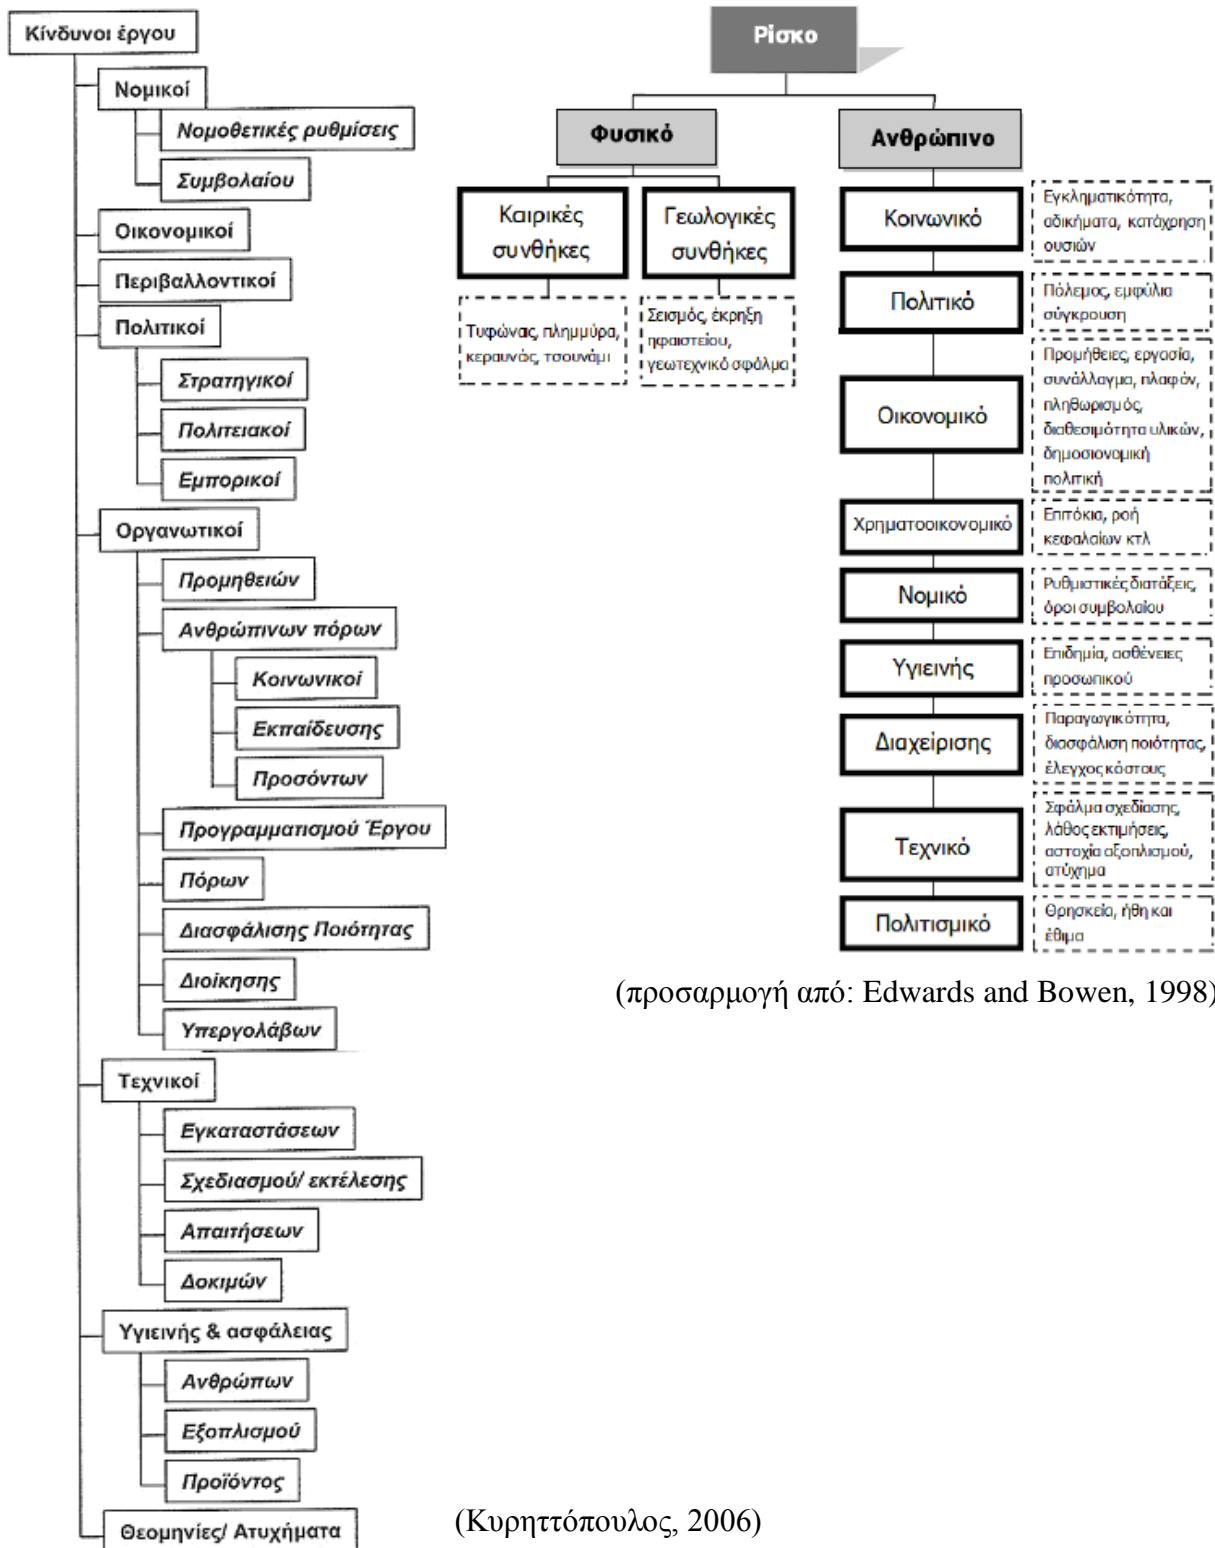 Κίνδυνοι έργου
Νομικοί
Νομοθετικές ρυθμίσεις
Συμβολαίου
Οικονομικοί
Περιβαλλοντικοί
Πολιτικοί
Στρατηγικοί
Πολιτειακοί
Εμπορικοί
Οργανωτικοί
Προμηθειών
Ανθρώπινων πόρων
Κοινωνικοί
Εκπαίδευσης
Προσόντων
Προγραμματισμού Έργου
Πόρων
Διασφάλισης Ποιότητας
Διοίκησης
Υπεργολάβων
Τεχνικοί
Εγκαταστάσεων
Σχεδιασμού/ εκτέλεσης
Απαιτήσεων
Δοκιμών
Υγιεινής & ασφάλειας
Ανθρώπων
Εξοπλισμού
Προϊόντος
Θεομηνίες/ Ατυχήματα
(Κυρηττόπουλος, 2006)
Ρίσκο
Φυσικό
Καιρικές
συνθήκες
Τυφώνας, πλημμύρα,
κεραυνός, τσουνάμι
Γεωλογικές
συνθήκες
Σεισμός, έκρηξη
ηφαιστείου,
γεωτεχνικό σφάλμα
Ανθρώπινο
Κοινωνικό
Εγκληματικότητα,
αδικήματα, κατάχρηση
ουσιών
Πολιτικό
Πόλεμος, εμφύλια
σύγκρουση
Οικονομικό
Προμήθειες, εργασία,
συνάλλαγμα, πλαφόν,
πληθωρισμός,
διαθεσιμότητα υλικών,
δημοσιονομική
πολιτική
Χρηματοοικονομικό
Επιτόκια, ροή
κεφαλαίων κτλ
Νομικό
Ρυθμιστικές διατάξεις,
όροι συμβολαίου
Υγιεινής
Επιδημία, ασθένειες
προσωπικού
Διαχείρισης
Παραγωγικότητα,
διασφάλιση ποιότητας,
έλεγχος κόστους
Τεχνικό
Σφάλμα σχεδίασης,
λάθος εκτιμήσεις,
αστοχία αξοπλισμού,
ατύχημα
Πολιτισμικό
Θρησκεία, ήθη και
έθιμα
(προσαρμογή από: Edwards and Bowen, 1998)